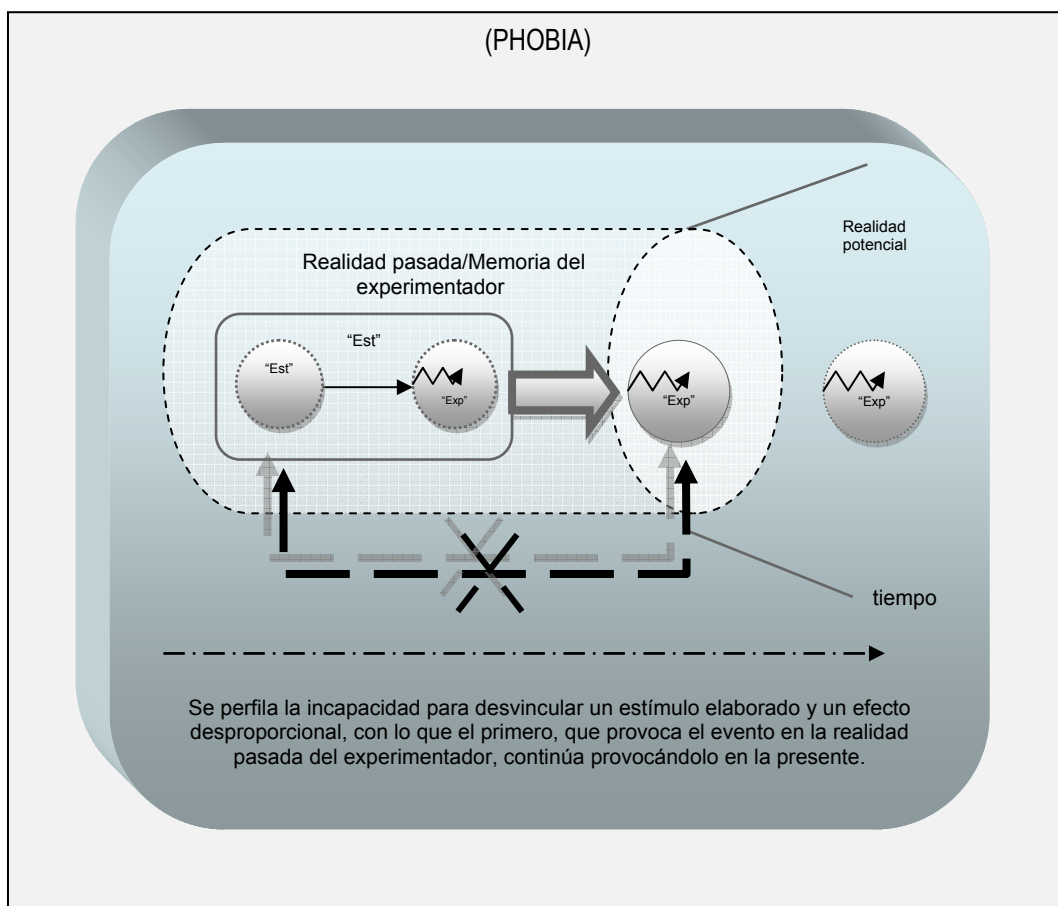 (PHOBIA)
Realidad
potencial
Realidad pasada/Memoria del
experimentador
“Est”
“Est”
“Exp”
“Exp”
“Exp”
tiempo
Se perfila la incapacidad para desvincular un estímulo elaborado y un efecto
desproporcional, con lo que el primero, que provoca el evento en la realidad
pasada del experimentador, continúa provocándolo en la presente.